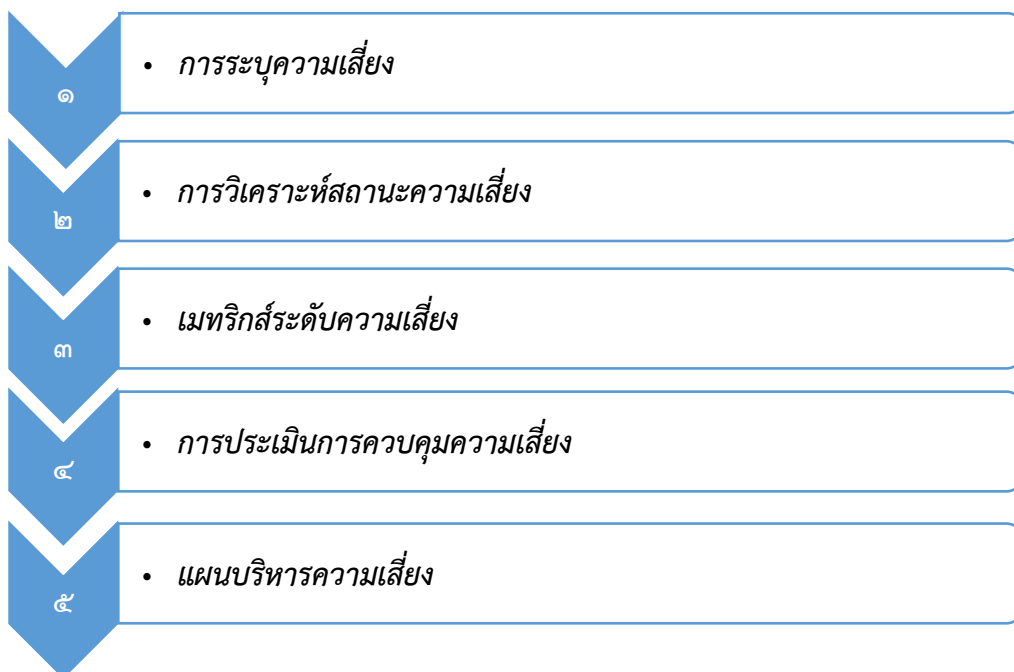 ๑
• การระบุความเสี่ยง
๒
• การวิเคราะห์สถานะความเสี่ยง
๓
• เมทริกส์ระดับความเสี่ยง
๔
• การประเมินการควบคุมความเสี่ยง
๕
• แผนบริหารความเสี่ยง